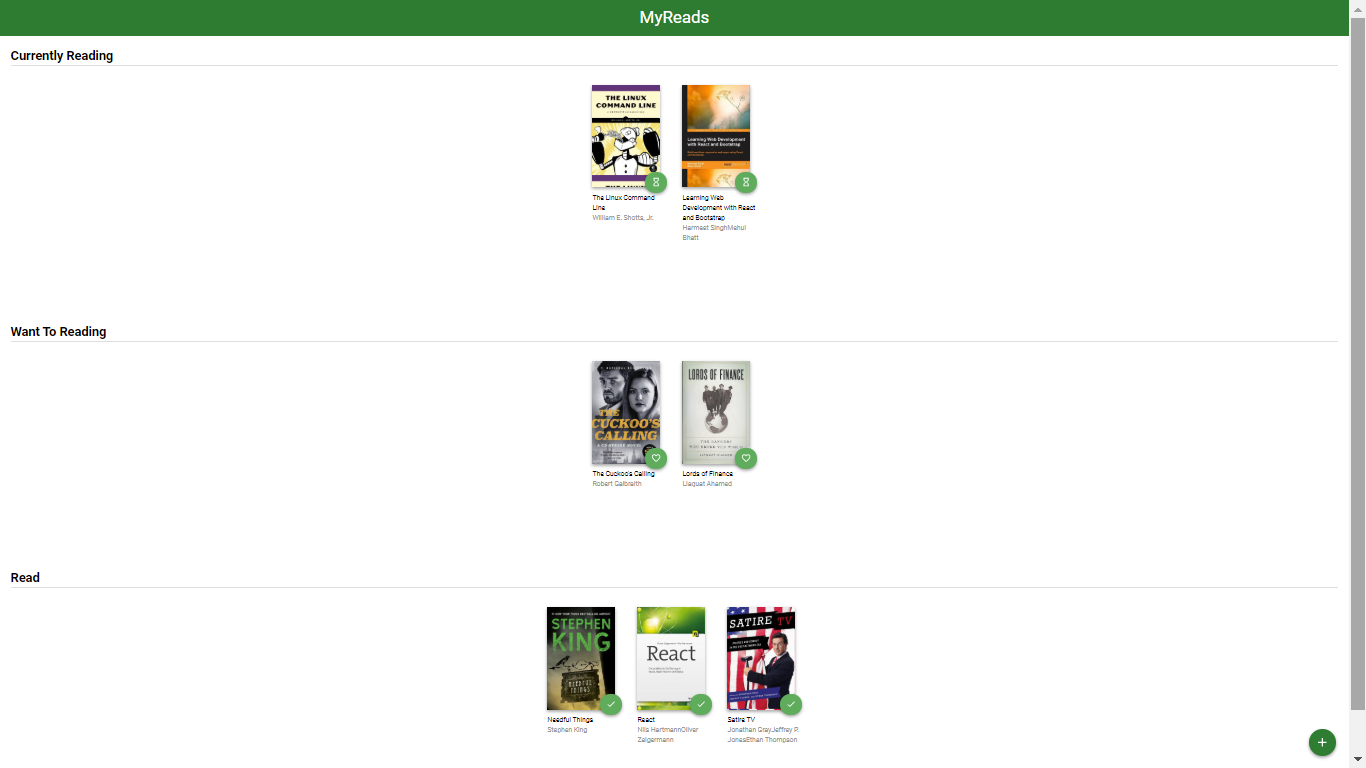 MyReads
Currently Reading
THE LINUX
COMMAND LINE
Learning Web Development
with React and Bootstrap
The Linux Command
Line
William E. Shotts, Jr.
Learning Web
Development with React
and Bootstrap
Harmeet SinghMehul
Bhatt
Want To Reading
THE
CUCKOO'S
CALLING
LORDS OF FINANCE
The Cuckoo's Calling
Robert Galbraith
Lords of Finance
Liaquat Ahamed
Read
STEPHEN
KING
NEEDFUL
THINGS
React
SATIRE TV
Needful Things
Stephen King
React
Nils HartmannOliver
Zeigermann
Satire TV
Jonathan GrayJeffrey P.
JonesEthan Thompson